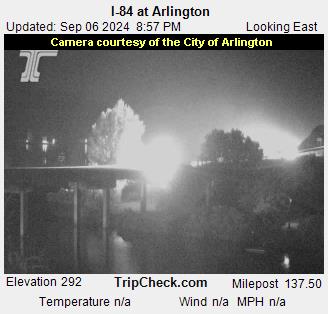 I-84 at Arlington
Updated: Sep 06 2024 8:57 PM Looking East
Camera courtesy of the City of Arlington
Elevation 292 TripCheck.com Milepost 137.50
Temperature n/a Wind n/a MPH n/a